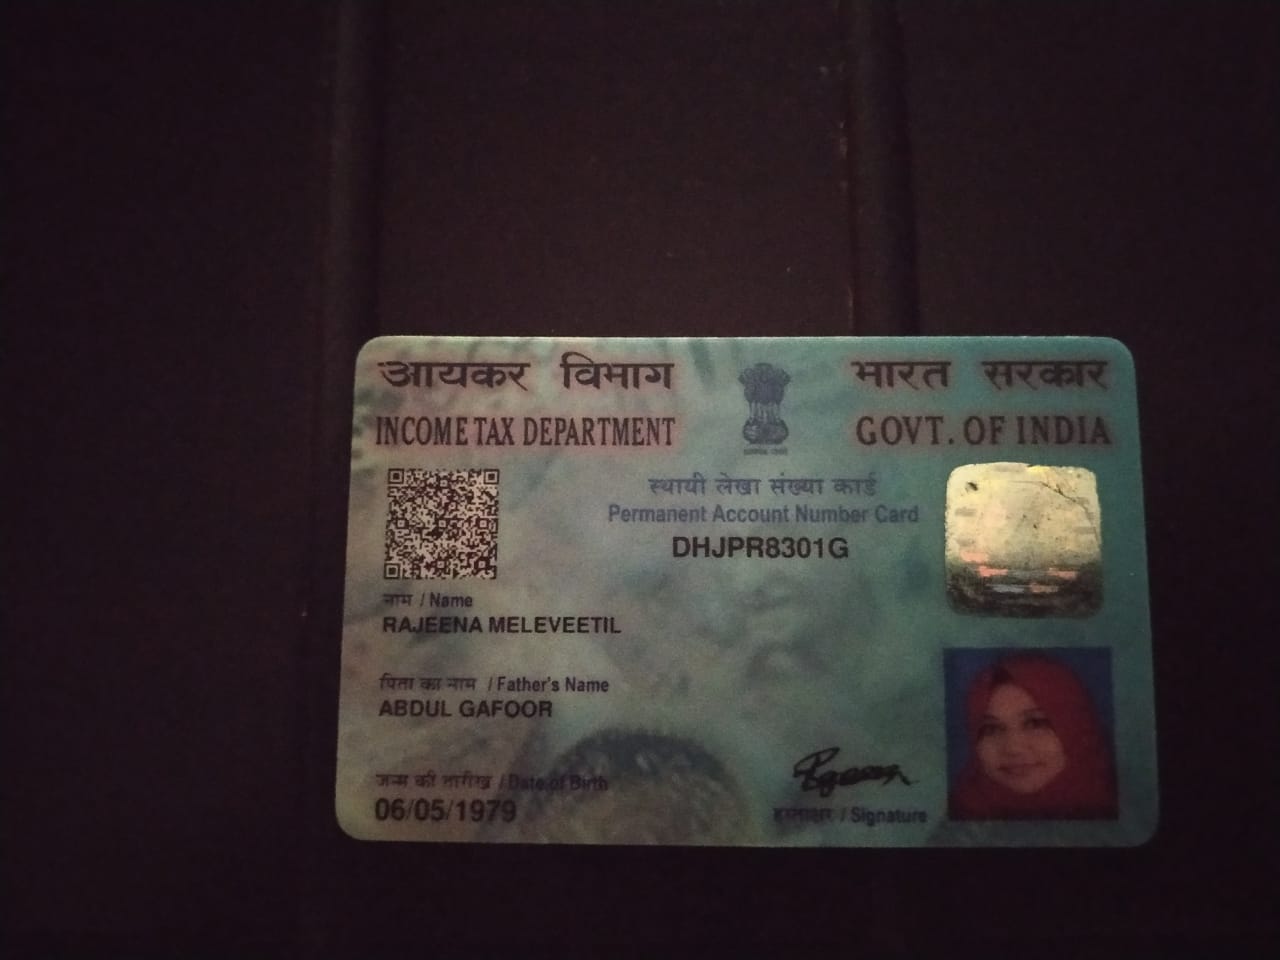 आयकर विभाग
भारत सरकार
INCOME TAX DEPARTMENT
GOVT. OF INDIA
स्थायी लेखा संख्या कार्ड
Permanent Account Number Card
DHJPR8301G
नाम / Name
RAJEENA MELEVEETIL
पिता का नाम / Father's Name
ABDUL GAFOOR
जन्म की तारीख / Date of Birth
06/05/1979
हस्ताक्षर / Signature